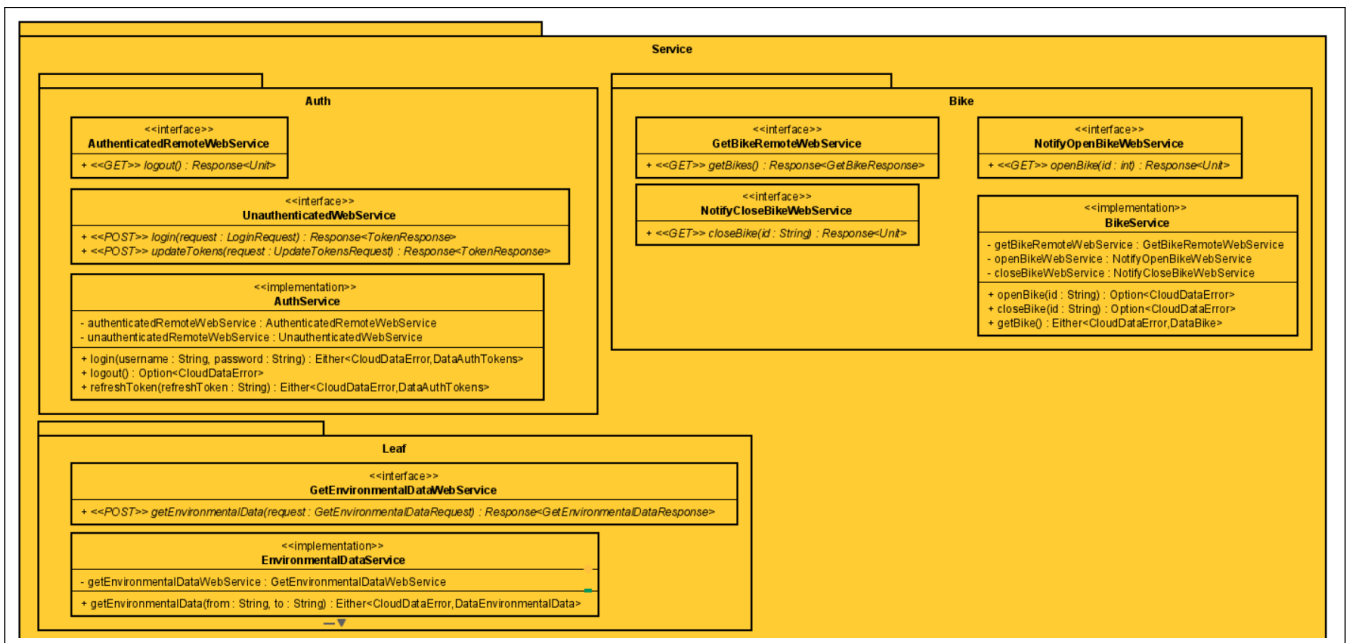 Service
Auth
<<interface>>
AuthenticatedRemoteWebService
+ <<GET>> logout() : Response<Unit>
<<interface>>
UnauthenticatedWebService
+ <<POST>> login(request : LoginRequest) : Response<TokenResponse>
+ <<POST>> updateTokens(request : UpdateTokensRequest) : Response<TokenResponse>
<<implementation>>
AuthService
- authenticatedRemoteWebService : AuthenticatedRemoteWebService
- unauthenticatedRemoteWebService : UnauthenticatedWebService
+ login(username : String, password : String) : Either<CloudDataError,DataAuthTokens>
+ logout() : Option<CloudDataError>
+ refreshToken(refreshToken : String) : Either<CloudDataError,DataAuthTokens>
Bike
<<interface>>
GetBikeRemoteWebService
+ <<GET>> getBikes() : Response<GetBikeResponse>
<<interface>>
NotifyOpenBikeWebService
+ <<GET>> openBike(id : int) : Response<Unit>
<<interface>>
NotifyCloseBikeWebService
+ <<GET>> closeBike(id : String) : Response<Unit>
<<implementation>>
BikeService
- getBikeRemoteWebService : GetBikeRemoteWebService
- openBikeWebService : NotifyOpenBikeWebService
- closeBikeWebService : NotifyCloseBikeWebService
+ openBike(id : String) : Option<CloudDataError>
+ closeBike(id : String) : Option<CloudDataError>
+ getBike() : Either<CloudDataError,DataBike>
Leaf
<<interface>>
GetEnvironmentalDataWebService
+ <<POST>> getEnvironmentalData(request : GetEnvironmentalDataRequest) : Response<GetEnvironmentalDataResponse>
<<implementation>>
EnvironmentalDataService
- getEnvironmentalDataWebService : GetEnvironmentalDataWebService
+ getEnvironmentalData(from : String, to : String) : Either<CloudDataError,DataEnvironmentalData>